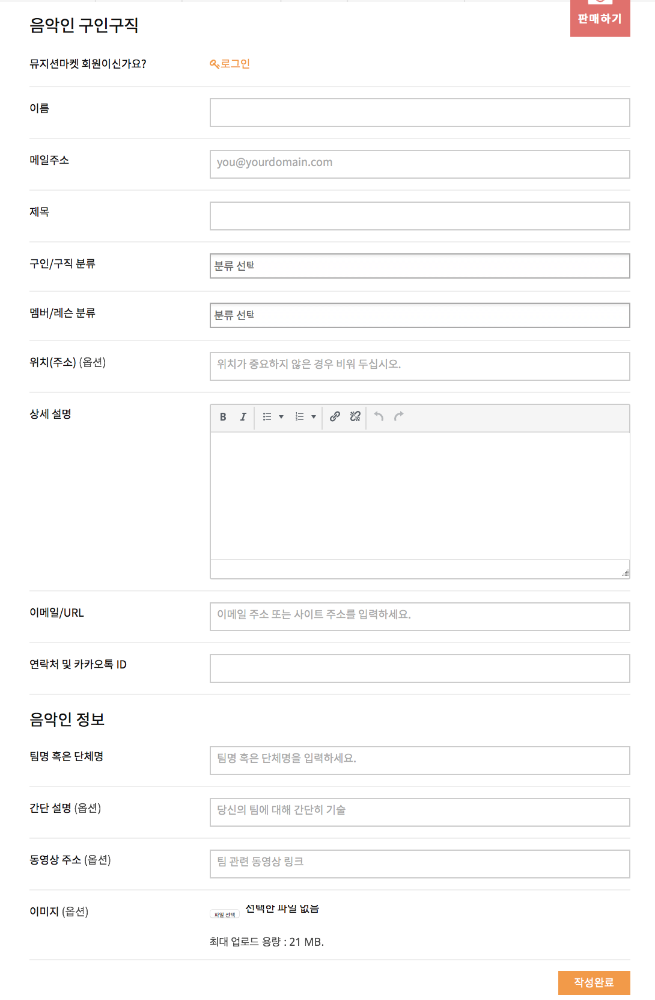 판매하기
음악인 구인구직
뮤지션마켓 회원이신가요? 로그인
이름
메일주소 you@yourdomain.com
제목
구인/구직 분류 분류 선택
멤버/레슨 분류 분류 선택
위치(주소) (옵션) 위치가 중요하지 않은 경우 비워 두십시오.
상세 설명 B I
이메일/URL 이메일 주소 또는 사이트 주소를 입력하세요.
연락처 및 카카오톡 ID
음악인 정보
팀명 혹은 단체명 팀명 혹은 단체명을 입력하세요.
간단 설명 (옵션) 당신의 팀에 대해 간단히 기술
동영상 주소 (옵션) 팀 관련 동영상 링크
이미지 (옵션) 파일 선택 선택한 파일 없음
최대 업로드 용량 : 21 MB.
작성완료